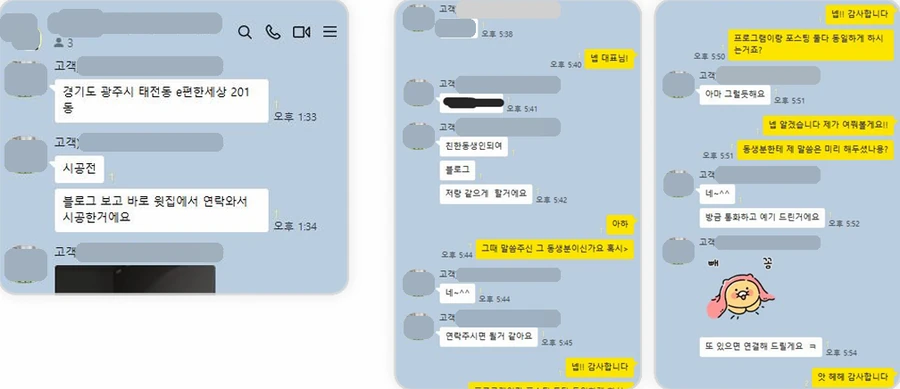 3
고객
경기도 광주시 태전동 e편한세상 201
동
오후 1:33
고객
시공전
블로그 보고 바로 윗집에서 연락와서
시공한거에요
오후 1:34
고객
고객
오후 5:38
넵 대표님!
오후 5:40
고객
오후 5:41
고객
친한동생인되여
블로그
저랑 같으게 할거에요
오후 5:42
아하
그때 말씀주신 그 동생분이신가요 혹시>
오후 5:44
고객
네~^^
오후 5:44
고객
연락주시면 될거 같아요
오후 5:45
넵!! 감사합니다
넵!! 감사합니다
프로그램이랑 포스팅 둘다 동일하게 하시
는거죠?
오후 5:50
고객
아마 그럴듯해요
오후 5:51
넵 알겠습니다 제가 여쭤볼게요!!
동생분한테 제 말씀은 미리 해두셨나용?
오후 5:51
고객
네~^^
방금 통화하고 예기 드린거에요
오후 5:52
고객
빼 꼼
또 있으면 연결해 드릴게요 ㅋ
오후 5:54
앗 헤해 감사합니다